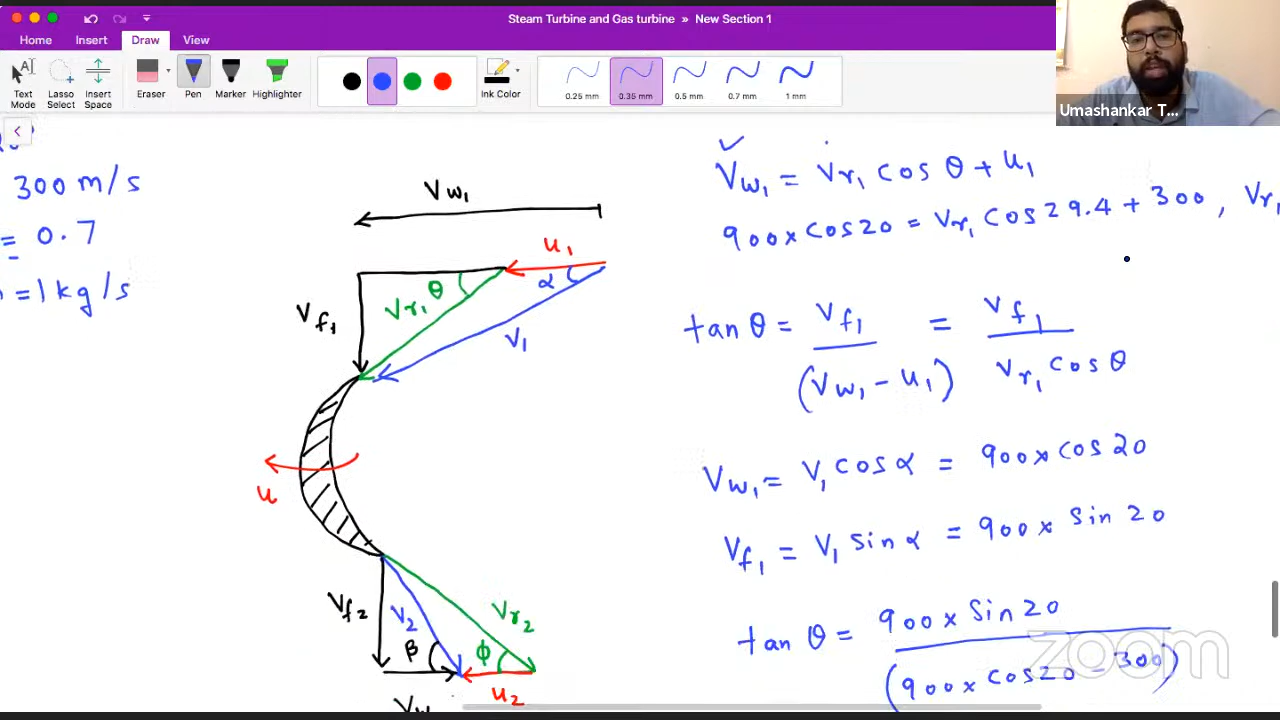 Steam Turbine and Gas turbine » New Section 1
Home Insert Draw View
Text Mode
Lasso Select
Insert Space
Eraser
Pen
Marker
Highlighter
Ink Color
0.25 mm
0.35 mm
0.5 mm
0.7 mm
1 mm
Umashankar T...
300 m/s
= 0.7
= 1 kg/s
Vw1
u1
α
θ
Vr1
Vf1
V1
u
Vf2
V2
Vr2
β
φ
u2
Vw
Vw1 = Vr1 cos θ + u1
900 x cos 20 = Vr1 cos 29.4 + 300 , Vr1
tan θ = Vf1 / (Vw1 - u1) = Vf1 / Vr1 cos θ
Vw1 = V1 cos α = 900 x cos 20
Vf1 = V1 sin α = 900 x sin 20
tan θ = 900 x sin 20 / (900 x cos 20 - 300)
zoom